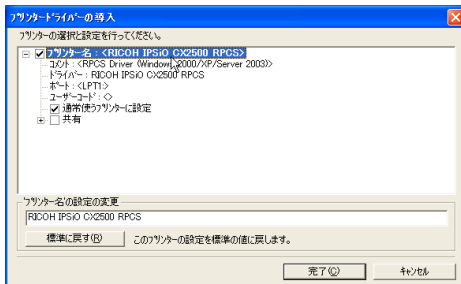 プリンタードライバーの導入
プリンターの選択と設定を行ってください。
プリンター名 : <RICOH IPSiO CX2500 RPCS>
コメント : <RPCS Driver (Windows 2000/XP/Server 2003)>
ドライバー : RICOH IPSiO CX2500 RPCS
ポート : <LPT1:>
ユーザーコード : <>
通常使うプリンターに設定
共有
プリンター名の設定の変更
RICOH IPSiO CX2500 RPCS
標準に戻す(R) このプリンターの設定を標準の値に戻します。
完了(C) キャンセル